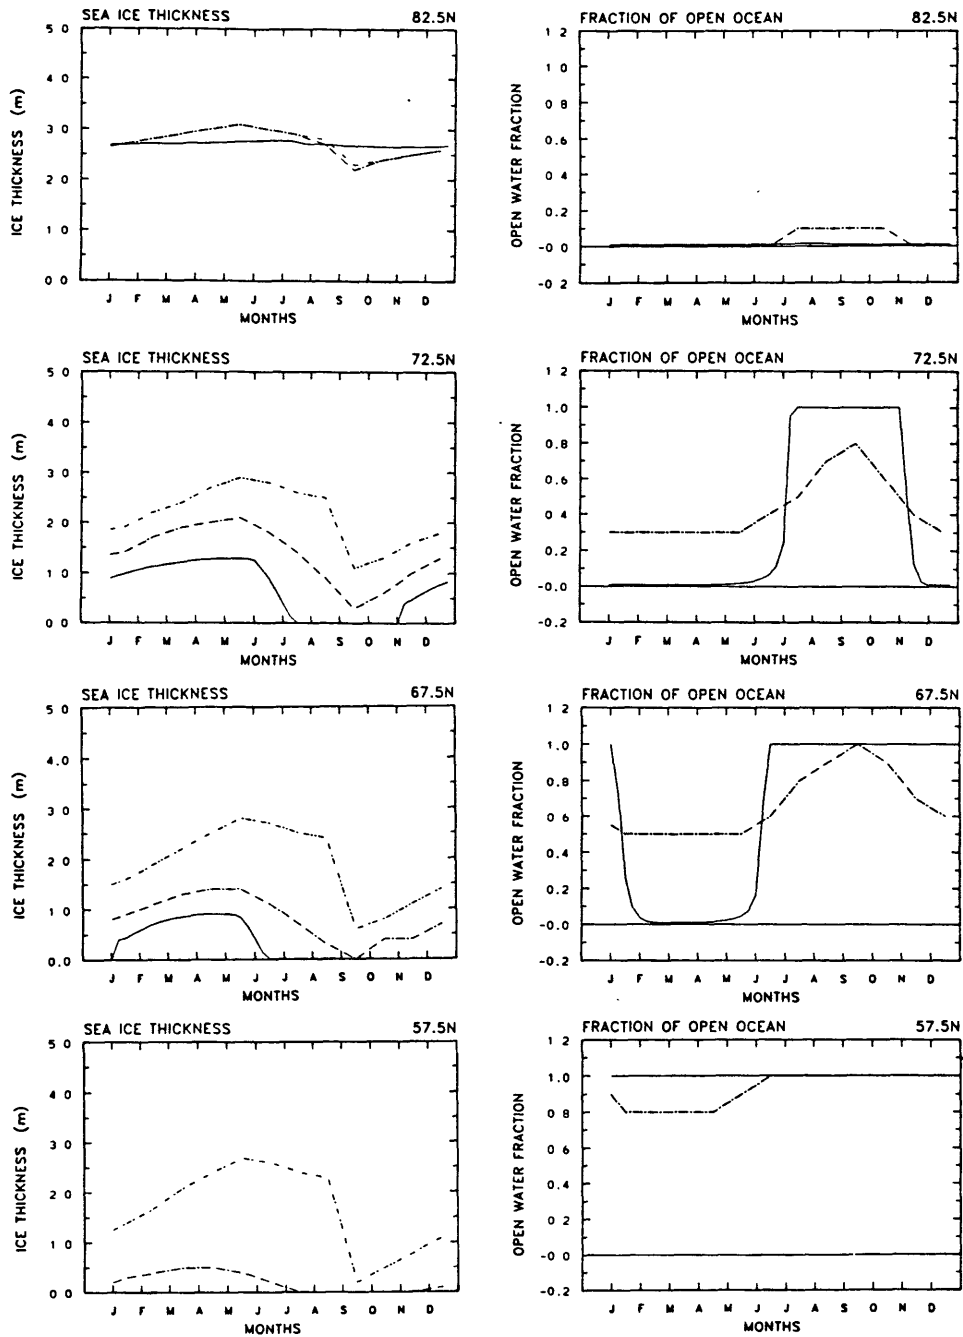 SEA ICE THICKNESS 82.5N
ICE THICKNESS (m)
5 0
4 0
3 0
2 0
1 0
0 0
J F M A M J J A S O N D
MONTHS
FRACTION OF OPEN OCEAN 82.5N
OPEN WATER FRACTION
1 2
1 0
0 8
0 6
0.4
0.2
-0 0
-0 2
J F M A M J J A S O N D
MONTHS
SEA ICE THICKNESS 72.5N
ICE THICKNESS (m)
5 0
4 0
3 0
2 0
1 0
0 0
J F M A M J J A S O N D
MONTHS
FRACTION OF OPEN OCEAN 72.5N
OPEN WATER FRACTION
1 2
1.0
0.8
0.6
0.4
0.2
-0.0
-0.2
J F M A M J J A S O N D
MONTHS
SEA ICE THICKNESS 67.5N
ICE THICKNESS (m)
5 0
4 0
3 0
2 0
1 0
0.0
J F M A M J J A S O N D
MONTHS
FRACTION OF OPEN OCEAN 67.5N
OPEN WATER FRACTION
1 2
1.0
0 8
0 6
0 4
0.2
-0.0
-0.2
J F M A M J J A S O N D
MONTHS
SEA ICE THICKNESS 57.5N
ICE THICKNESS (m)
5 0
4 0
3 0
2 0
1 0
0 0
J F M A M J J A S O N D
MONTHS
FRACTION OF OPEN OCEAN 57.5N
OPEN WATER FRACTION
1 2
1.0
0.8
0 6
0 4
0 2
-0 0
-0.2
J F M A M J J A S O N D
MONTHS